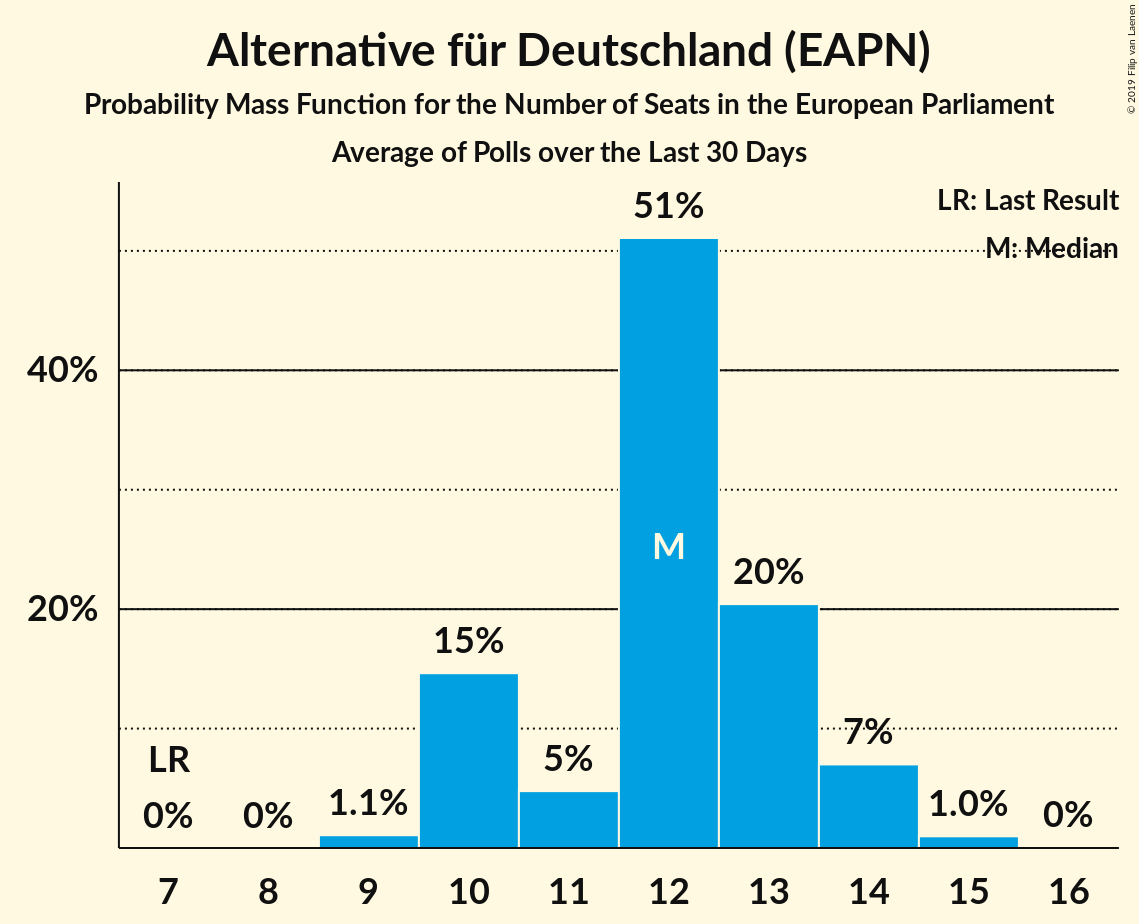 Alternative für Deutschland (EAPN)
Probability Mass Function for the Number of Seats in the European Parliament
Average of Polls over the Last 30 Days
© 2019 Filip van Laenen
LR: Last Result
M: Median
51%
40%
M
20%
20%
15%
7%
LR
5%
0%
0%
1.1%
1.0%
0%
7 8 9 10 11 12 13 14 15 16